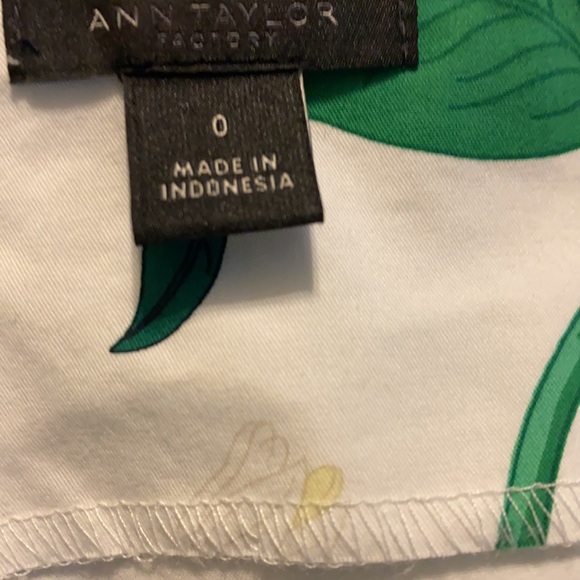 ANN TAYLOR
FACTORY
0
MADE IN
INDONESIA